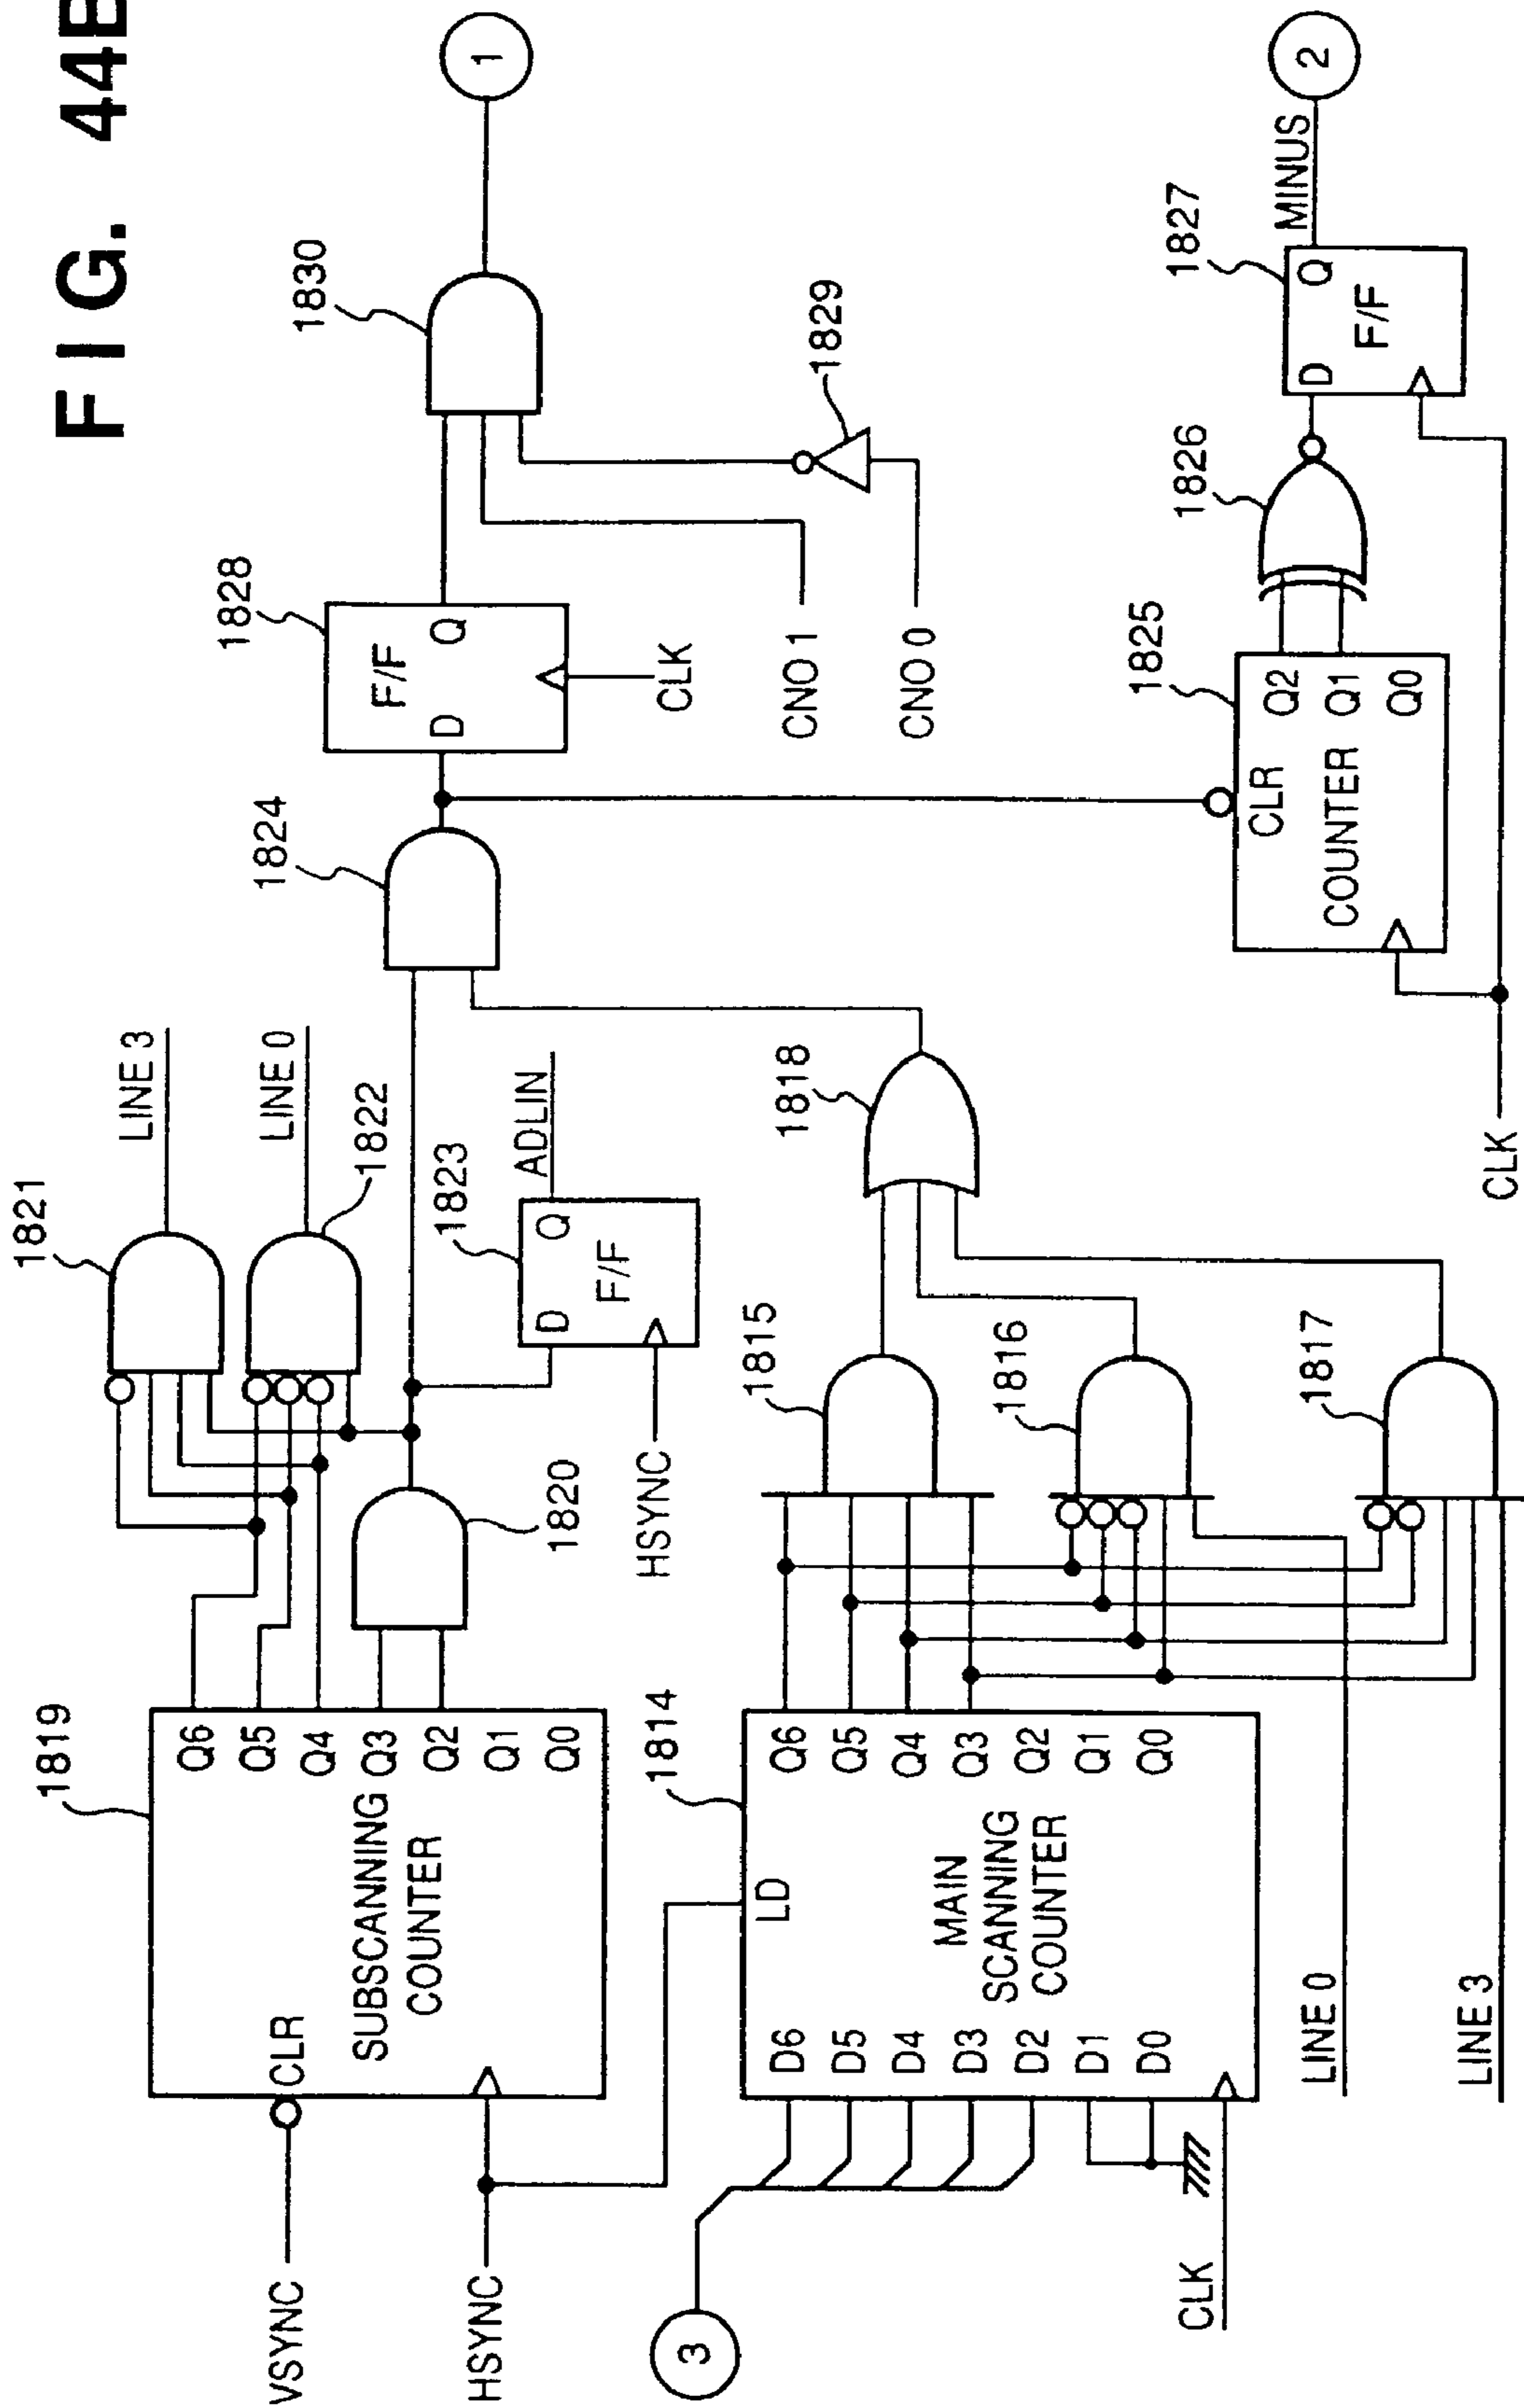 FIG. 44B
1819
VSYNC
CLR
SUBSCANNING
COUNTER
Q6
Q5
Q4
Q3
Q2
Q1
Q0
HSYNC
1821
LINE 3
LINE 0
1822
1820
1823
D
Q
F/F
ADLIN
HSYNC
1824
1828
D
Q
F/F
CLK
1830
1
CNO 1
CNO 0
1829
3
1814
LD
D6
D5
D4
D3
D2
D1
D0
MAIN
SCANNING
COUNTER
Q6
Q5
Q4
Q3
Q2
Q1
Q0
CLK
LINE 0
LINE 3
1815
1816
1817
1818
1825
CLR
COUNTER
Q2
Q1
Q0
CLK
1826
1827
D
Q
F/F
MINUS
2